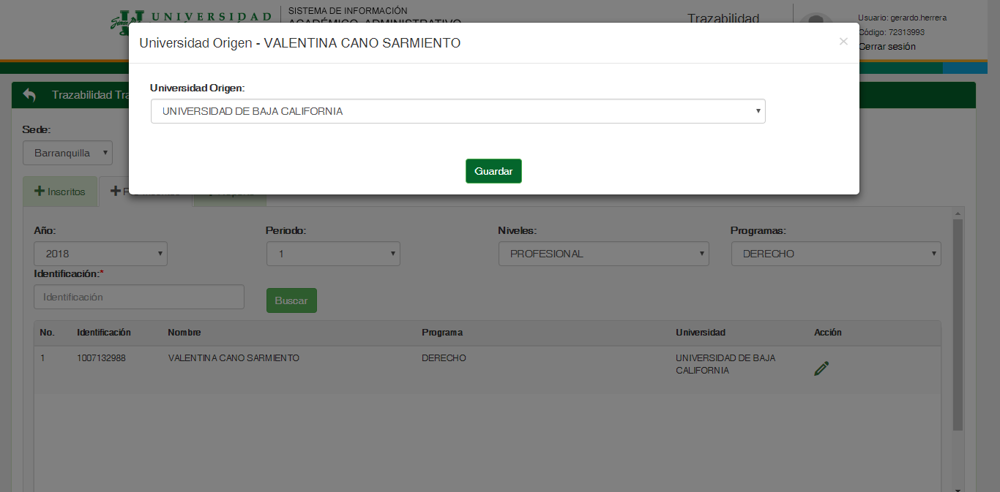 UNIVERSIDAD
SISTEMA DE INFORMACIÓN
ACADÉMICO ADMINISTRATIVO
Trazabilidad
Usuario: gerardo.herrera
Código: 72313993
Cerrar sesión
Universidad Origen - VALENTINA CANO SARMIENTO
×
Universidad Origen:
UNIVERSIDAD DE BAJA CALIFORNIA
Guardar
Trazabilidad Tra
Sede:
Barranquilla
Inscritos
Año:
Periodo:
Niveles:
Programas:
2018
1
PROFESIONAL
DERECHO
Identificación:*
Identificación
Buscar
No. Identificación Nombre Programa Universidad Acción
1 1007132988 VALENTINA CANO SARMIENTO DERECHO UNIVERSIDAD DE BAJA
CALIFORNIA